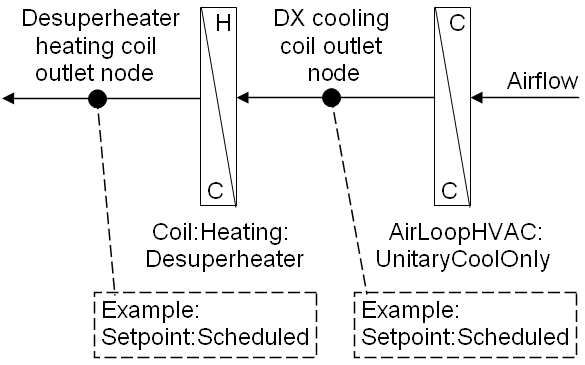 Desuperheater
heating coil
outlet node
H
C
DX cooling
coil outlet
node
C
C
Airflow
Coil:Heating:
Desuperheater
AirLoopHVAC:
UnitaryCoolOnly
Example:
Setpoint:Scheduled
Example:
Setpoint:Scheduled